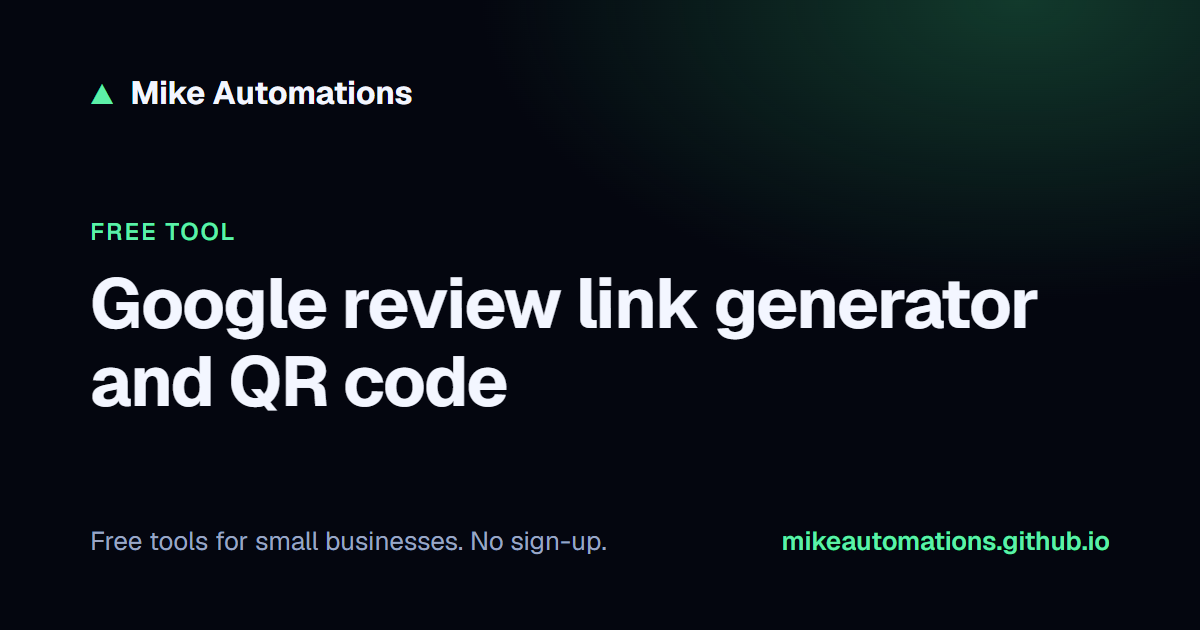 Mike Automations
FREE TOOL
Google review link generator
and QR code
Free tools for small businesses. No sign-up.
mikeautomations.github.io